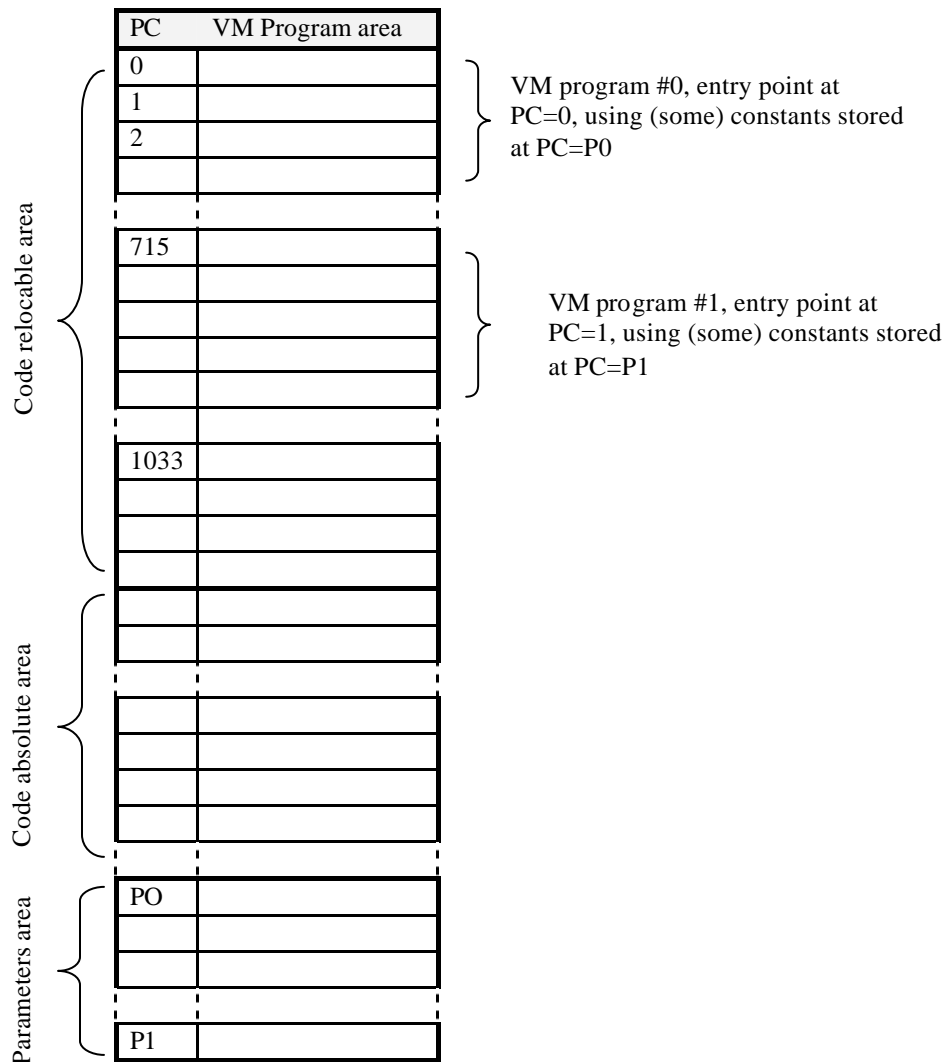 PC VM Program area
0
1
2
VM program #0, entry point at
PC=0, using (some) constants stored
at PC=P0
Code relocable area
715
VM program #1, entry point at
PC=1, using (some) constants stored
at PC=P1
1033
Code absolute area
PO
Parameters area
P1